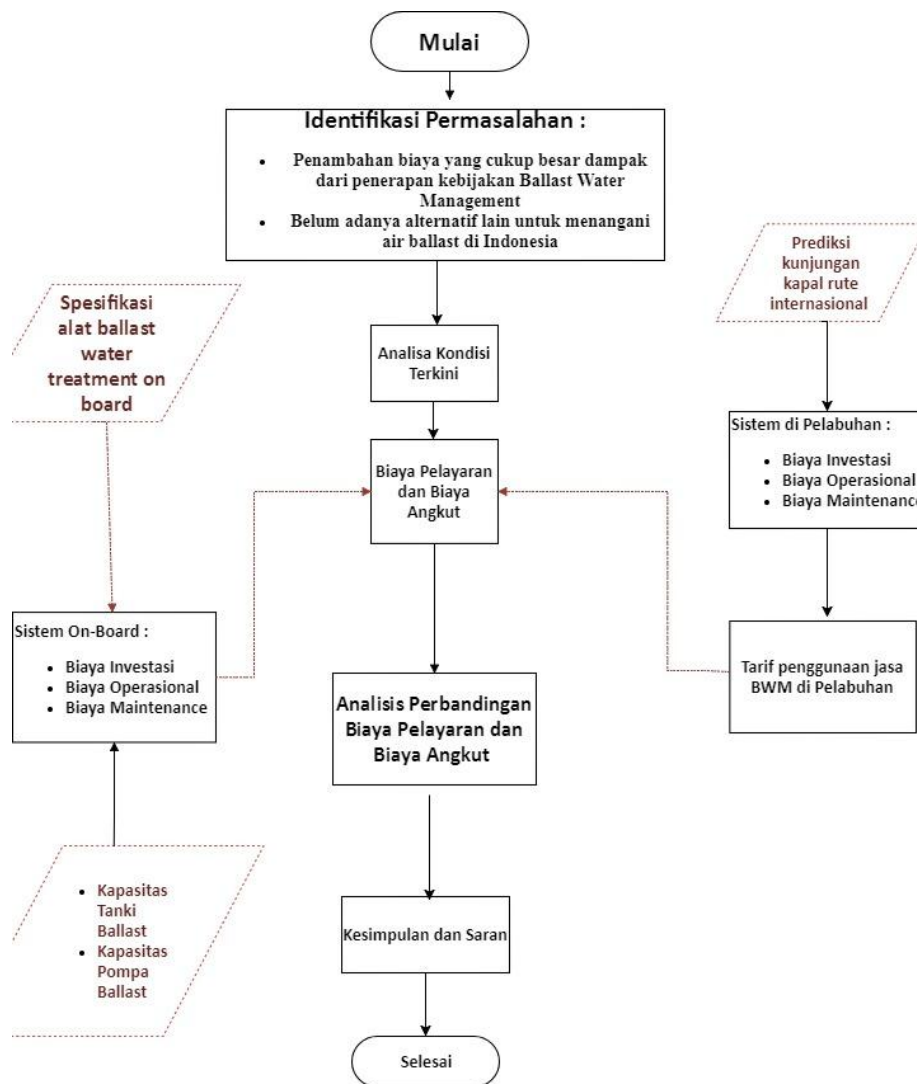 Mulai
Identifikasi Permasalahan :
• Penambahan biaya yang cukup besar dampak
dari penerapan kebijakan Ballast Water
Management
• Belum adanya alternatif lain untuk menangani
air ballast di Indonesia
Prediksi
kunjungan
kapal rute
internasional
Spesifikasi
alat ballast
water
treatment on
board
Analisa Kondisi
Terkini
Sistem di Pelabuhan :
• Biaya Investasi
• Biaya Operasional
• Biaya Maintenance
Biaya Pelayaran
dan Biaya
Angkut
Sistem On-Board :
• Biaya Investasi
• Biaya Operasional
• Biaya Maintenance
Tarif penggunaan jasa
BWM di Pelabuhan
Analisis Perbandingan
Biaya Pelayaran dan
Biaya Angkut
• Kapasitas
Tanki
Ballast
• Kapasitas
Pompa
Ballast
Kesimpulan dan Saran
Selesai